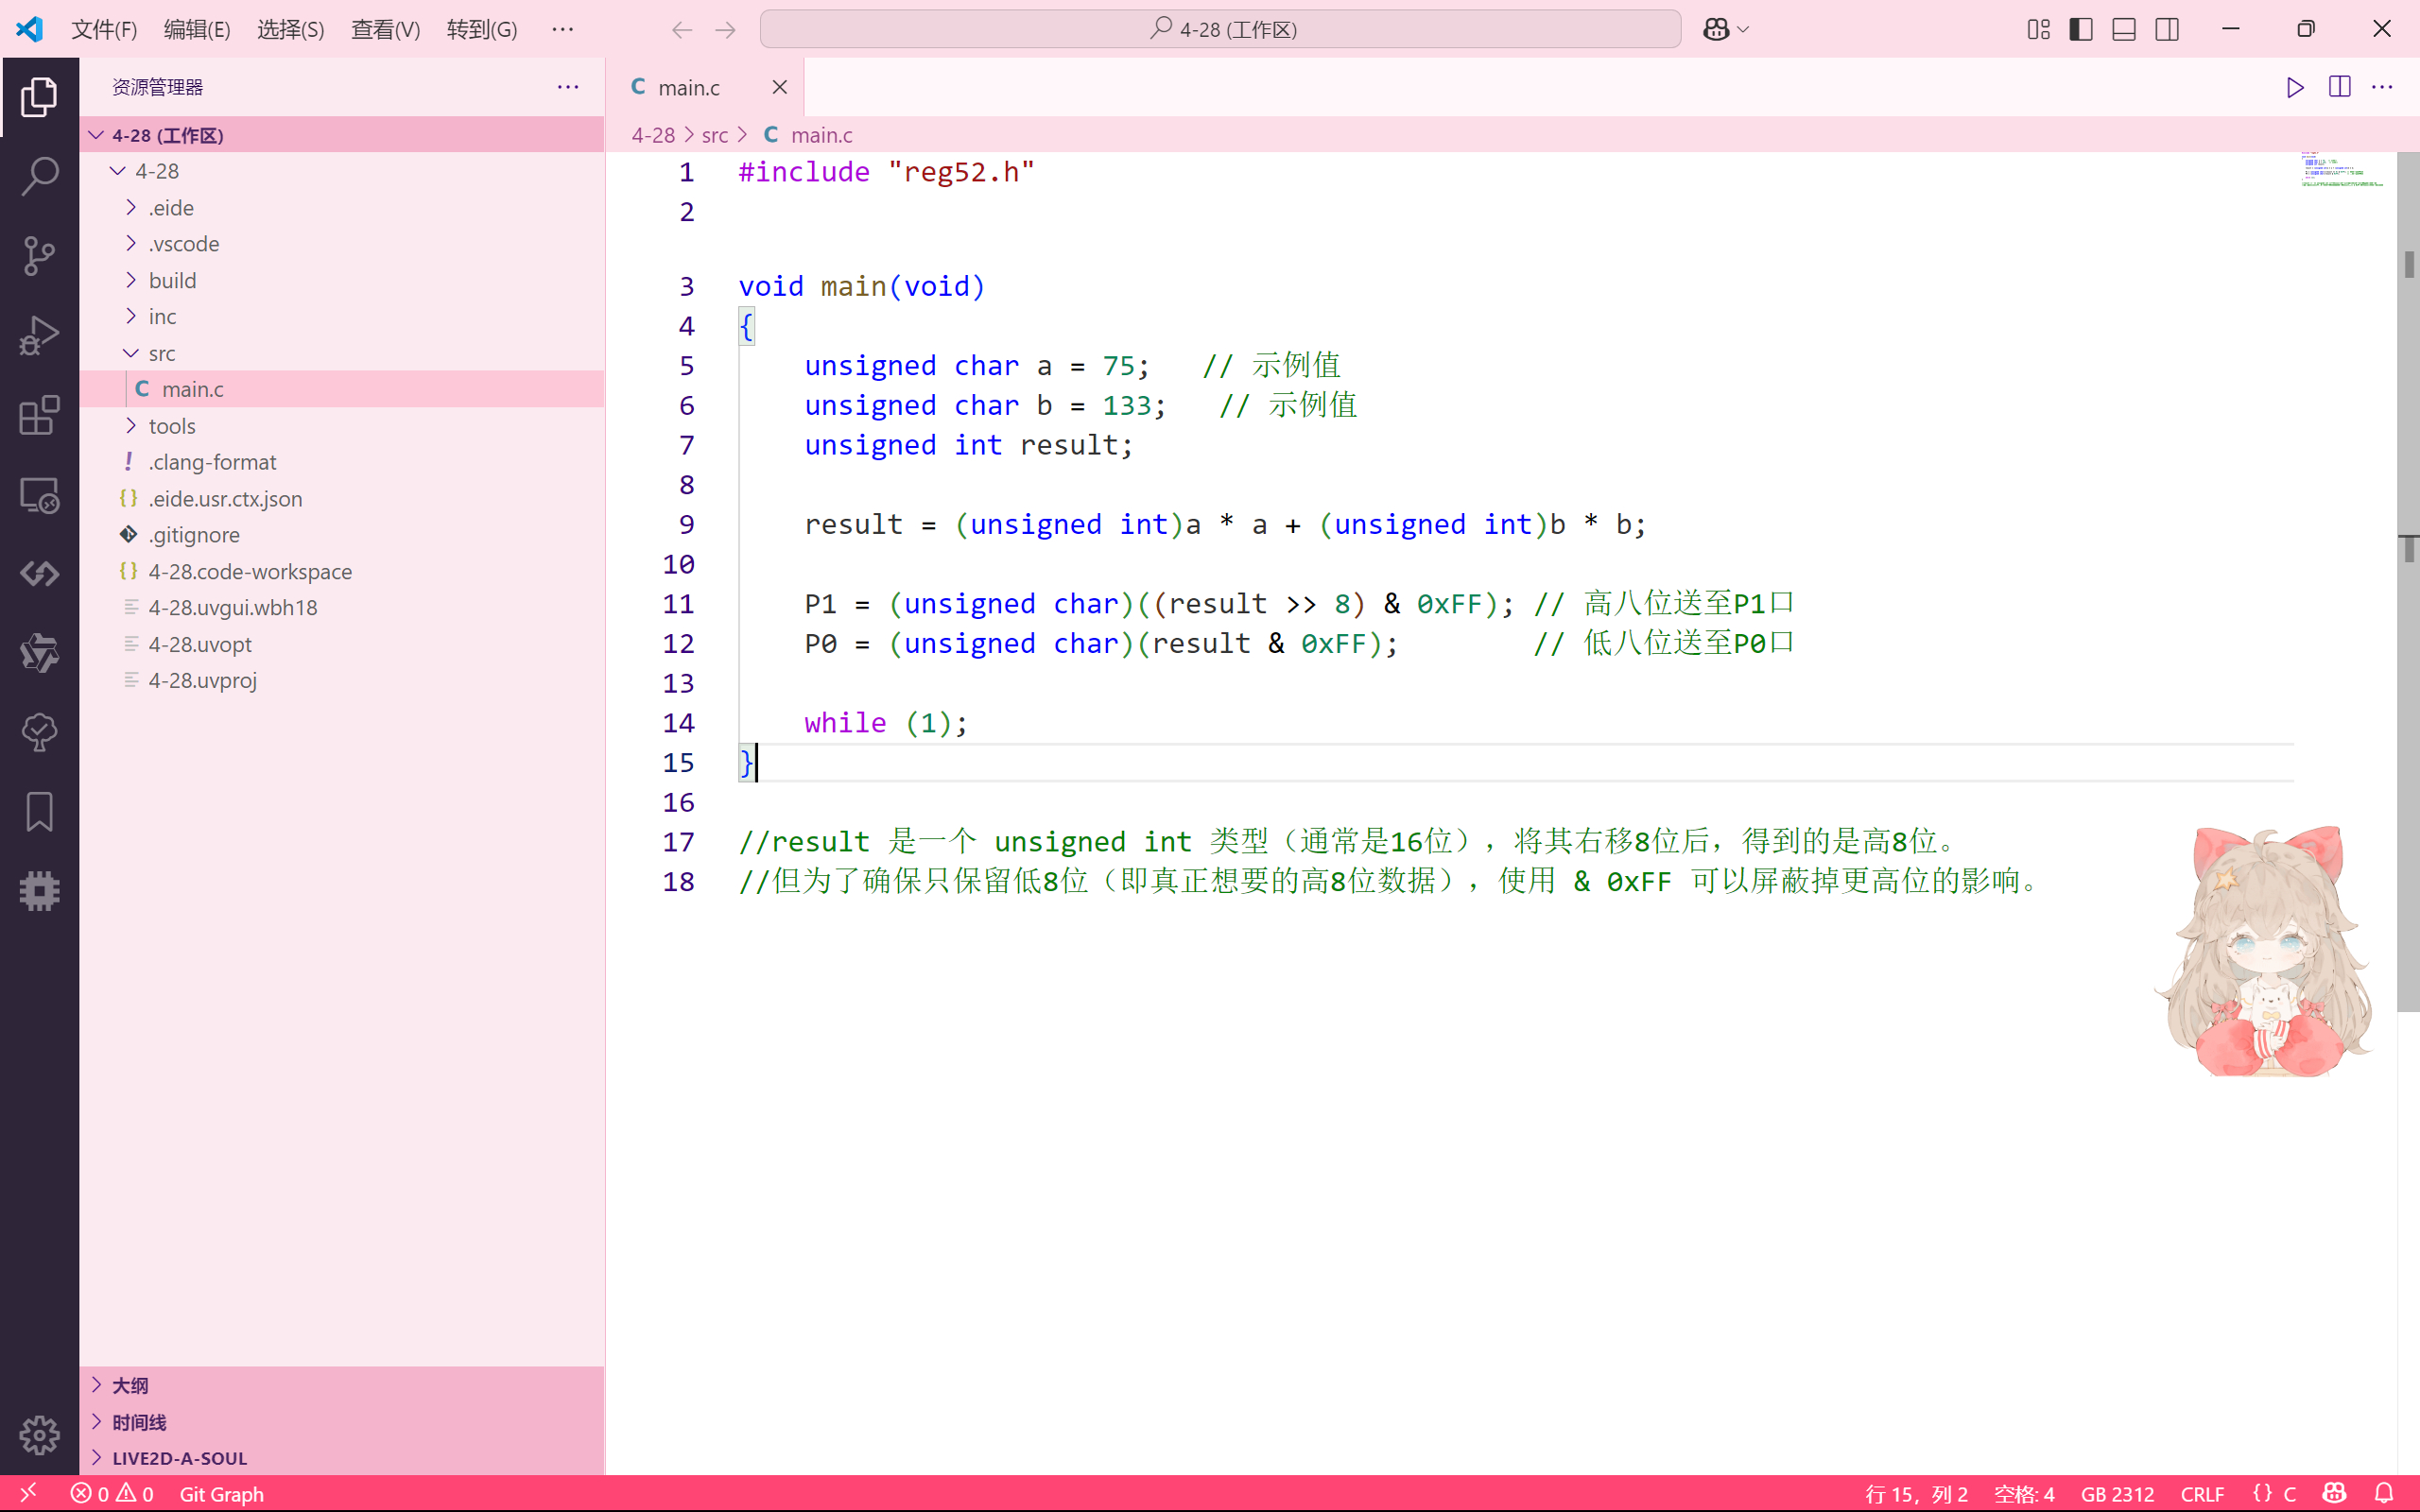 文件(F) 编辑(E) 选择(S) 查看(V) 转到(G) ··· 4-28 (工作区)
资源管理器 ···
4-28 (工作区)
4-28
.eide
.vscode
build
inc
src
main.c
tools
.clang-format
.eide.usr.ctx.json
.gitignore
4-28.code-workspace
4-28.uvgui.wbh18
4-28.uvopt
4-28.uvproj
大纲
时间线
LIVE2D-A-SOUL
C main.c
4-28 > src > C main.c
1 #include "reg52.h"
2
3 void main(void)
4 {
5 unsigned char a = 75; // 示例值
6 unsigned char b = 133; // 示例值
7 unsigned int result;
8
9 result = (unsigned int)a * a + (unsigned int)b * b;
10
11 P1 = (unsigned char)((result >> 8) & 0xFF); // 高八位送至P1口
12 P0 = (unsigned char)(result & 0xFF); // 低八位送至P0口
13
14 while (1);
15 }
16
17 //result 是一个 unsigned int 类型（通常是16位），将其右移8位后，得到的是高8位。
18 //但为了确保只保留低8位（即真正想要的高8位数据），使用 & 0xFF 可以屏蔽掉更高位的影响。
0 0 Git Graph 行 15，列 2 空格: 4 GB 2312 CRLF {} C